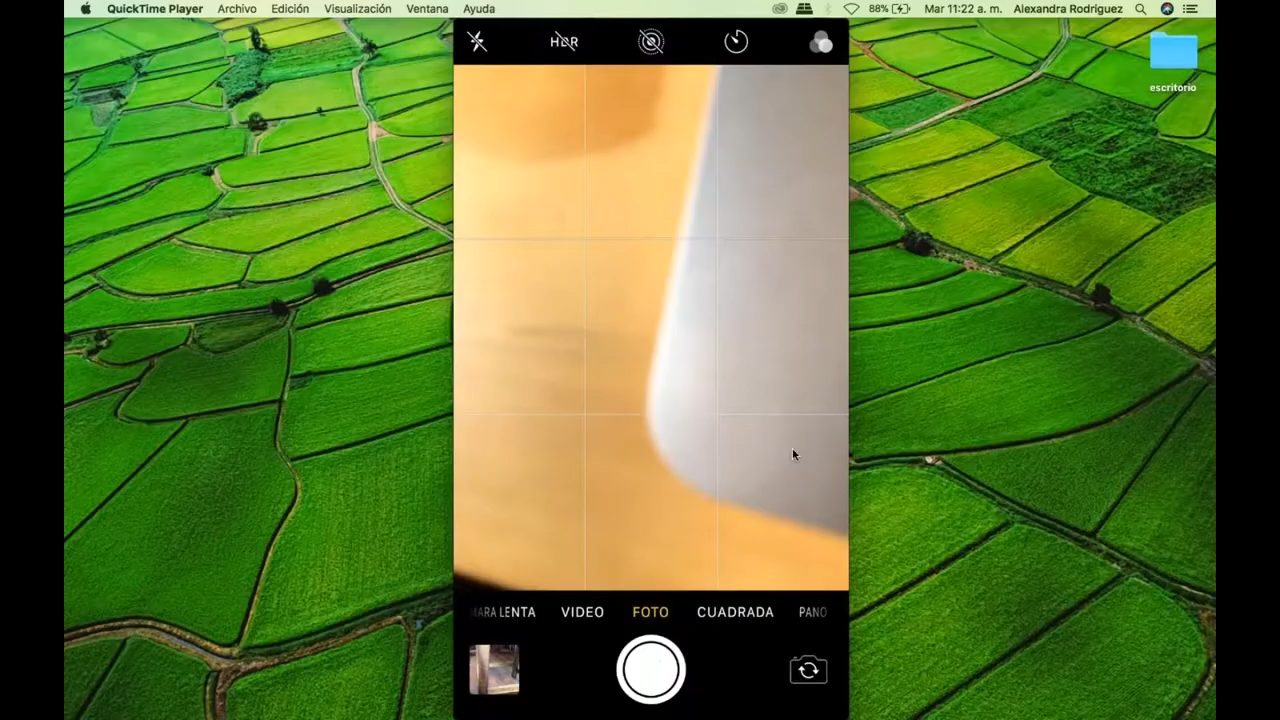 QuickTime Player Archivo Edición Visualización Ventana Ayuda 88% Mar 11:22 a. m. Alexandra Rodríguez
HDR
escritorio
ARA LENTA VIDEO FOTO CUADRADA PANO